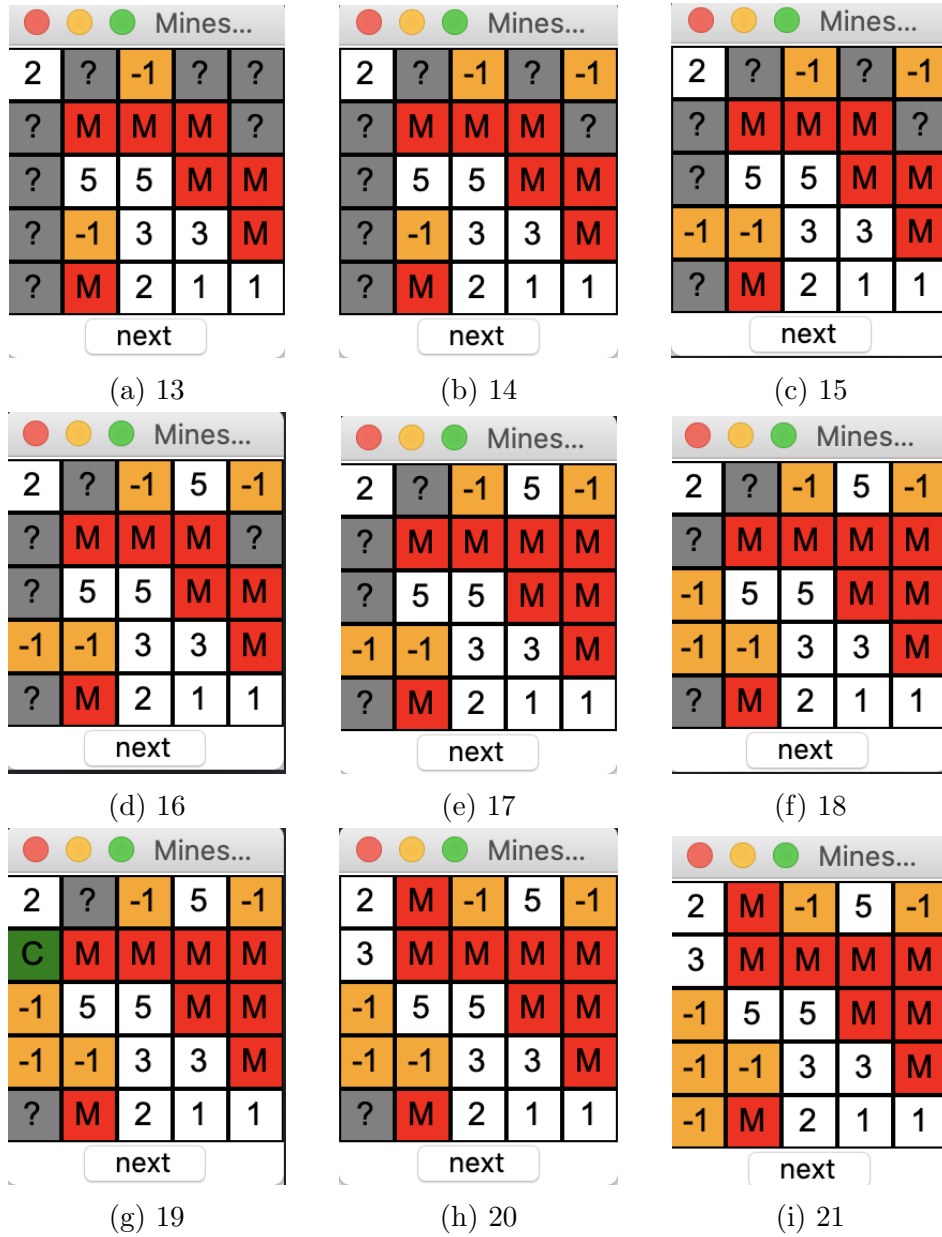 Mines... Mines... Mines...
2 ? -1 ? ? 2 ? -1 ? -1 2 ? -1 ? -1
? M M M ? ? M M M ? ? M M M ?
? 5 5 M M ? 5 5 M M ? 5 5 M M
? -1 3 3 M ? -1 3 3 M -1 -1 3 3 M
? M 2 1 1 ? M 2 1 1 ? M 2 1 1
next next next
(a) 13 (b) 14 (c) 15
Mines... Mines... Mines...
2 ? -1 5 -1 2 ? -1 5 -1 2 ? -1 5 -1
? M M M ? ? M M M M ? M M M M
? 5 5 M M ? 5 5 M M -1 5 5 M M
-1 -1 3 3 M -1 -1 3 3 M -1 -1 3 3 M
? M 2 1 1 ? M 2 1 1 ? M 2 1 1
next next next
(d) 16 (e) 17 (f) 18
Mines... Mines... Mines...
2 ? -1 5 -1 2 M -1 5 -1 2 M -1 5 -1
C M M M M 3 M M M M 3 M M M M
-1 5 5 M M -1 5 5 M M -1 5 5 M M
-1 -1 3 3 M -1 -1 3 3 M -1 -1 3 3 M
? M 2 1 1 ? M 2 1 1 -1 M 2 1 1
next next next
(g) 19 (h) 20 (i) 21